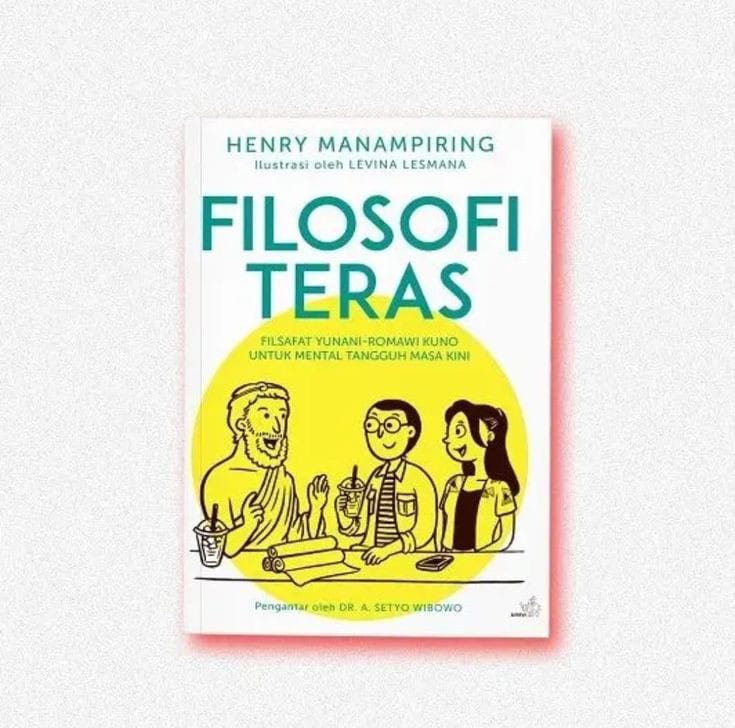 HENRY MANAMPIRING
Ilustrasi oleh LEVINA LESMANA
FILOSOFI
TERAS
FILSAFAT YUNANI-ROMAWI KUNO
UNTUK MENTAL TANGGUH MASA KINI
Pengantar oleh DR. A. SETYO WIBOWO